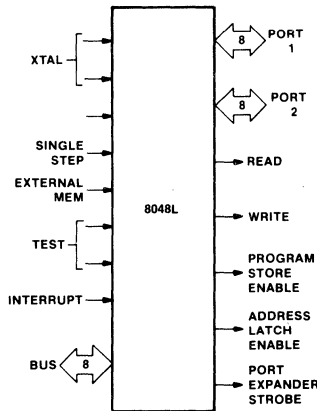 XTAL
SINGLE
STEP
EXTERNAL
MEM
TEST
INTERRUPT
BUS
8
8048L
8
PORT
1
8
PORT
2
READ
WRITE
PROGRAM
STORE
ENABLE
ADDRESS
LATCH
ENABLE
PORT
EXPANDER
STROBE